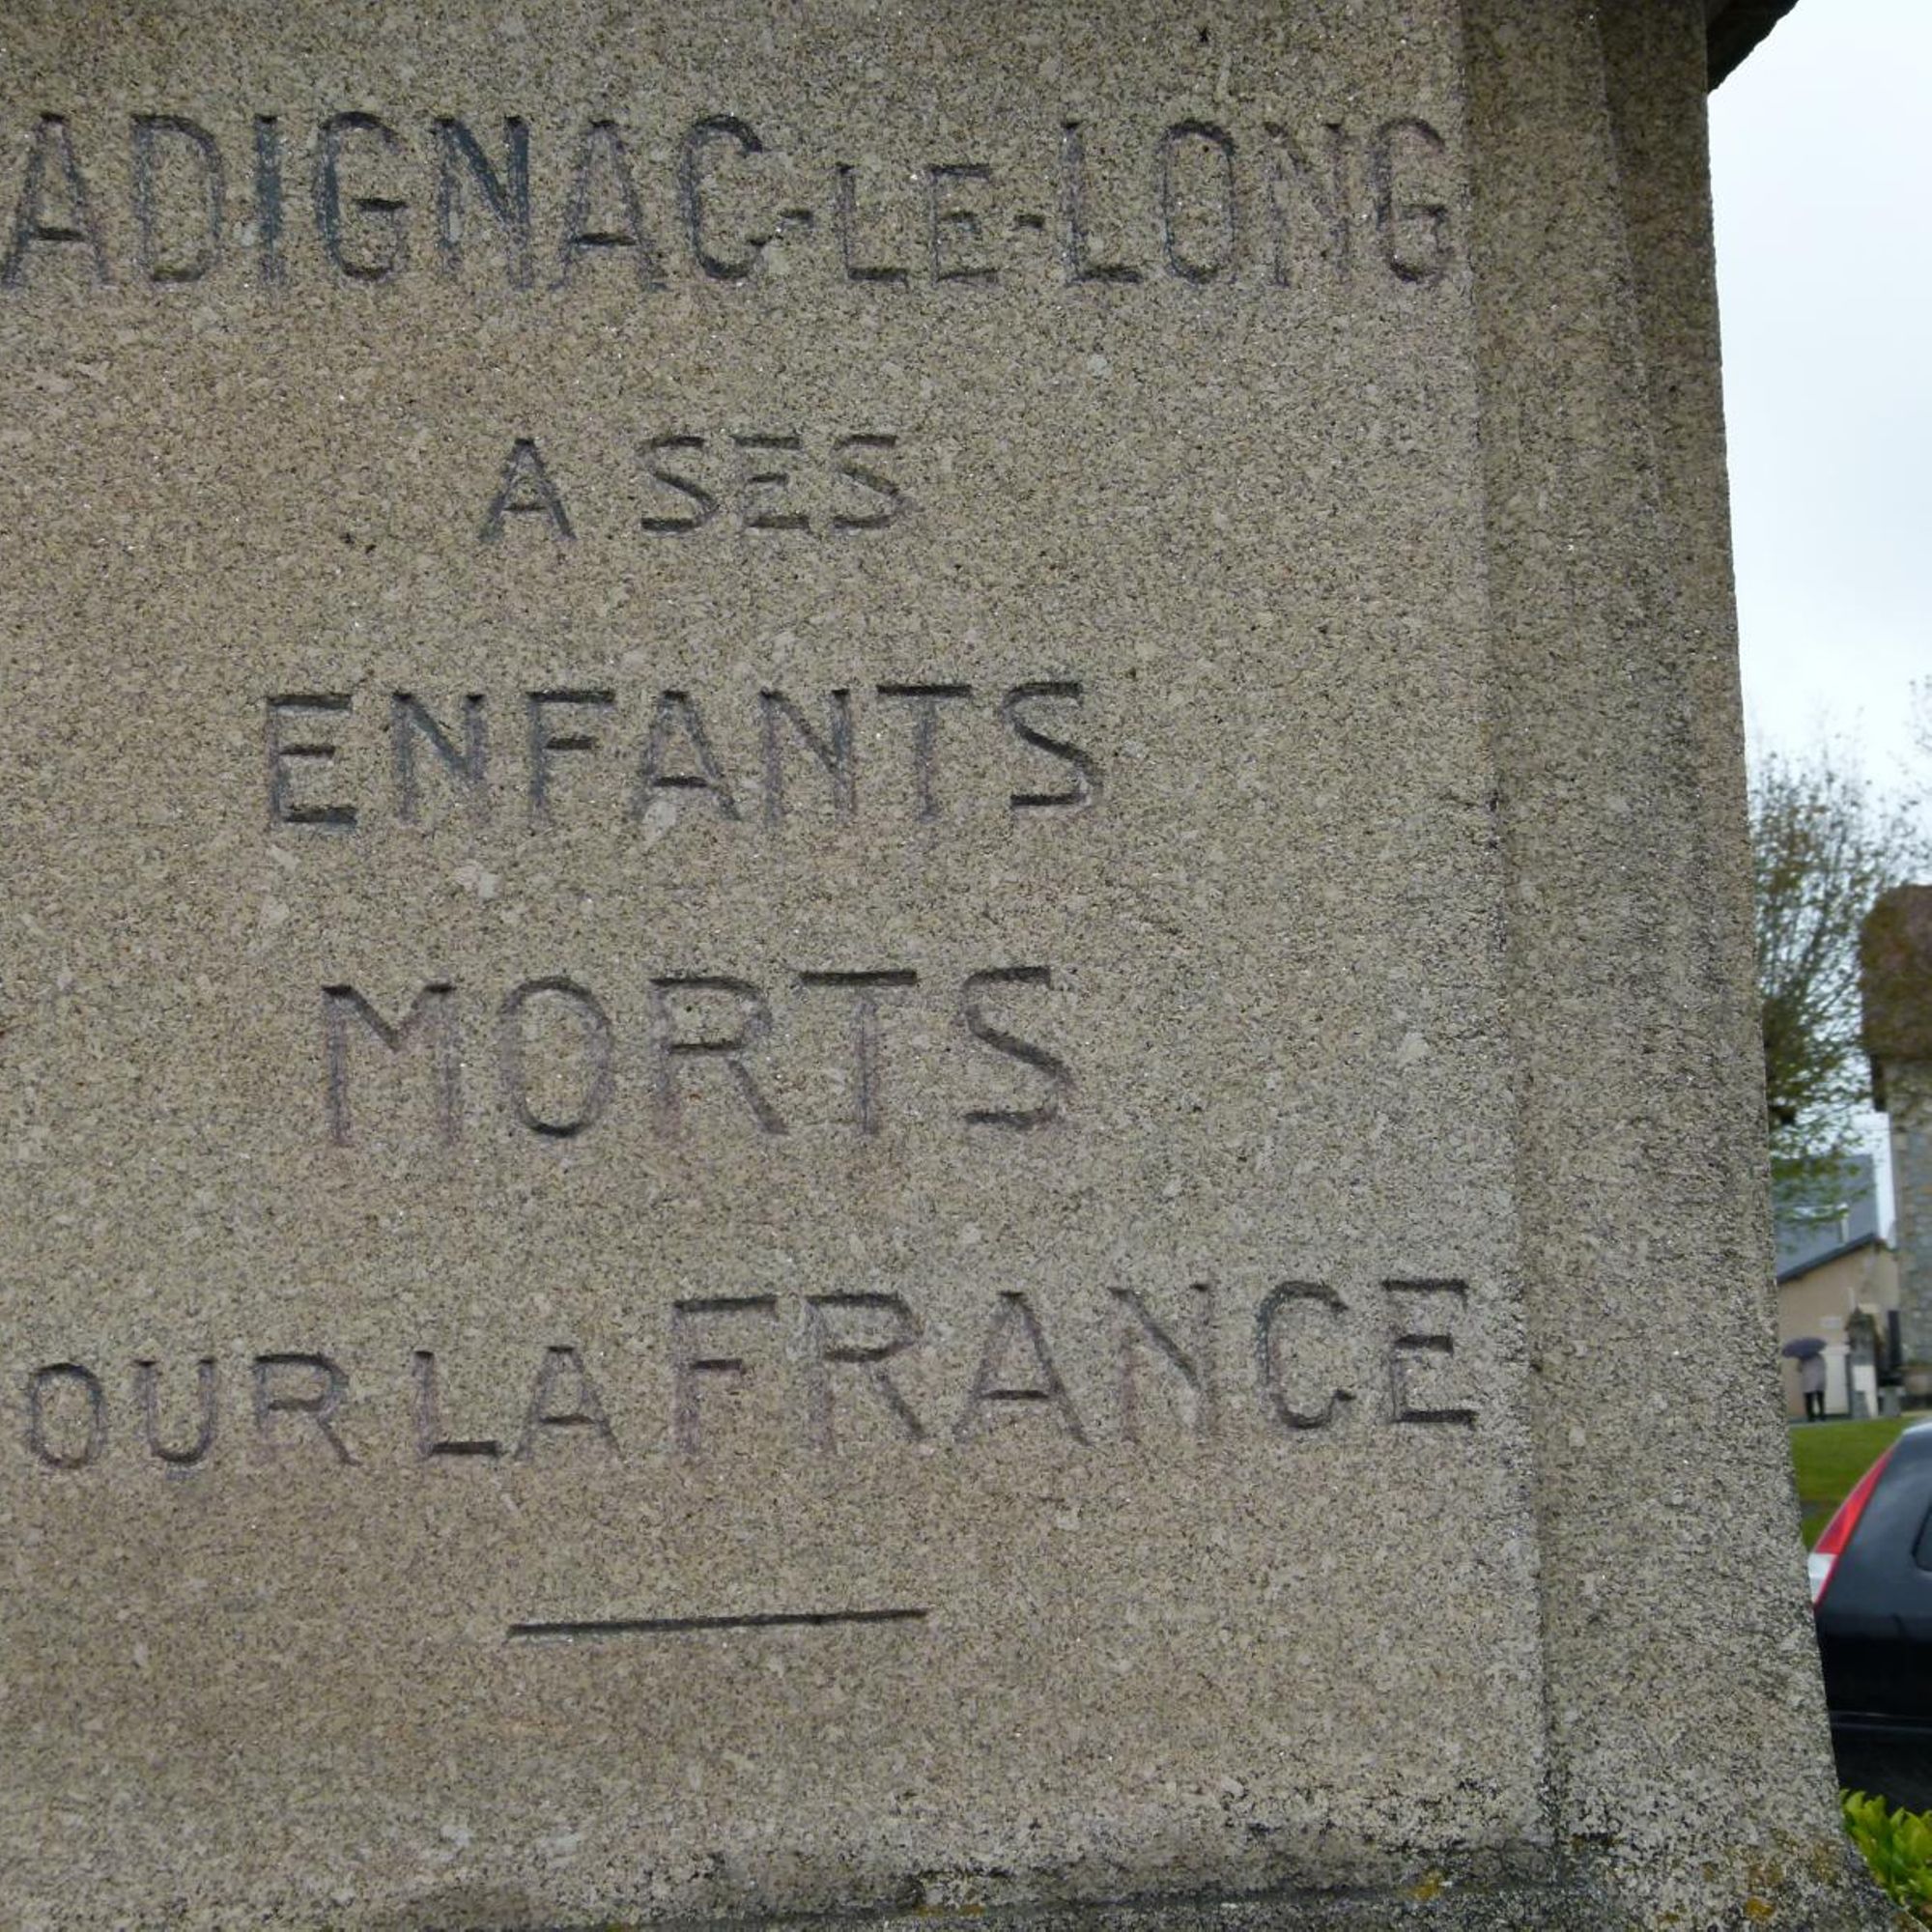 ADIGNAC-LE-LONG
A SES
ENFANTS
MORTS
OUR LA FRANCE